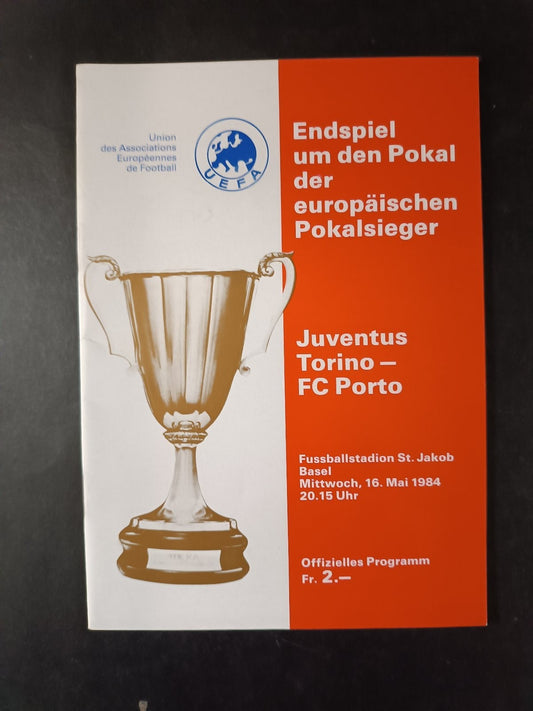 Union
des Associations
Européennes
de Football
UEFA
Endspiel
um den Pokal
der
europäischen
Pokalsieger
Juventus
Torino –
FC Porto
Fussballstadion St. Jakob
Basel
Mittwoch, 16. Mai 1984
20.15 Uhr
Offizielles Programm
Fr. 2.–